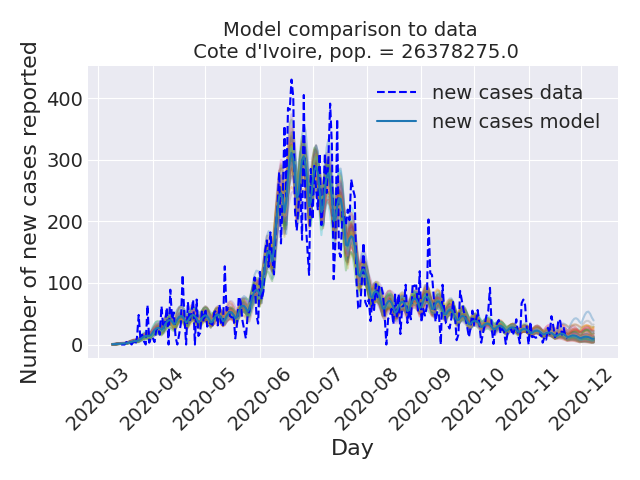 Model comparison to data
Cote d'Ivoire, pop. = 26378275.0
Number of new cases reported
400
300
200
100
0
new cases data
new cases model
2020-03
2020-04
2020-05
2020-06
2020-07
2020-08
2020-09
2020-10
2020-11
2020-12
Day